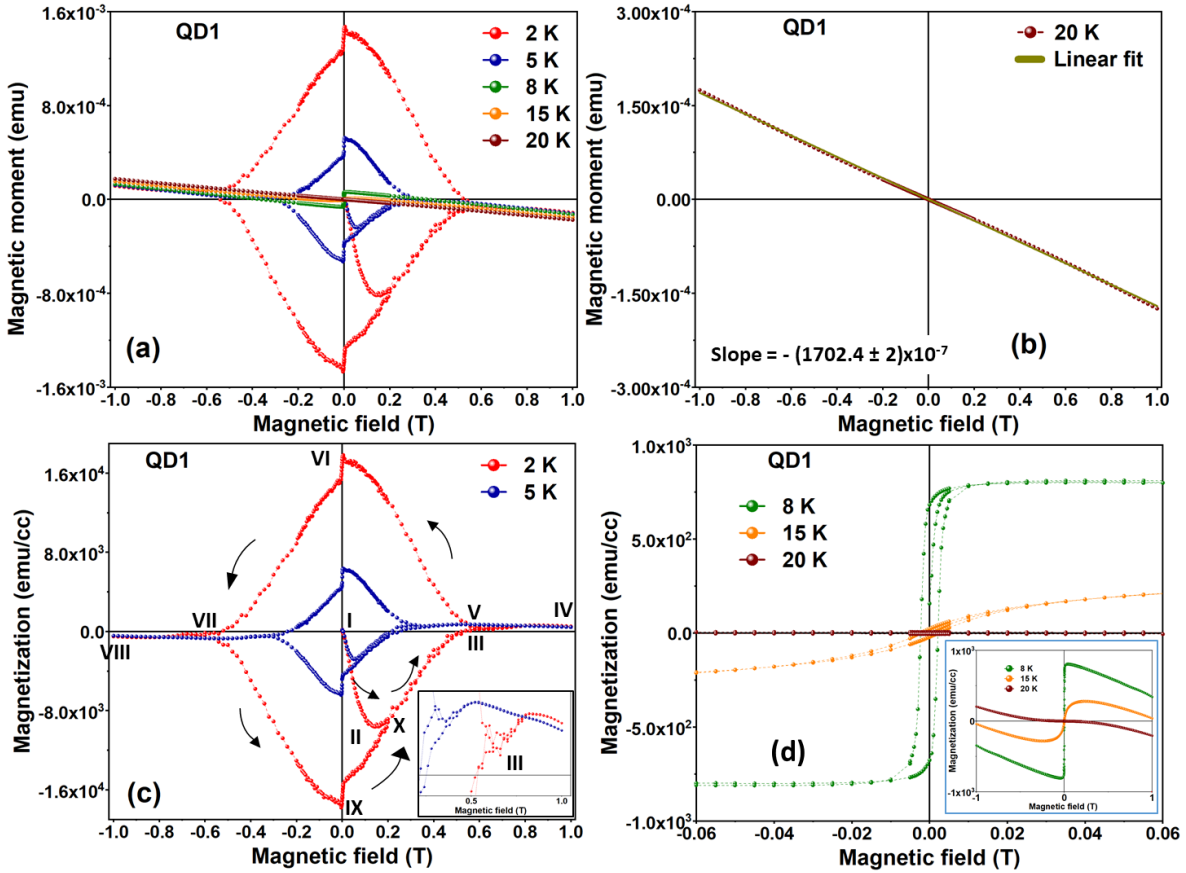 QD1
2 K
5 K
8 K
15 K
20 K
1.6x10⁻³
8.0x10⁻⁴
0.0
-8.0x10⁻⁴
-1.6x10⁻³
Magnetic moment (emu)
(a)
-1.0 -0.8 -0.6 -0.4 -0.2 0.0 0.2 0.4 0.6 0.8 1.0
Magnetic field (T)
QD1
20 K
Linear fit
3.00x10⁻⁴
1.50x10⁻⁴
0.00
-1.50x10⁻⁴
-3.00x10⁻⁴
Magnetic moment (emu)
Slope = - (1702.4 ± 2)x10⁻⁷
(b)
-1.0 -0.8 -0.6 -0.4 -0.2 0.0 0.2 0.4 0.6 0.8 1.0
Magnetic field (T)
QD1
2 K
5 K
1.6x10⁴
8.0x10³
0.0
-8.0x10³
-1.6x10⁴
Magnetization (emu/cc)
VI
VII
VIII
I
V
IV
III
II
X
IX
(c)
III
0.5 1.0
Magnetic field (T)
-1.0 -0.8 -0.6 -0.4 -0.2 0.0 0.2 0.4 0.6 0.8 1.0
Magnetic field (T)
QD1
8 K
15 K
20 K
1.0x10³
5.0x10²
0.0
-5.0x10²
-1.0x10³
Magnetization (emu/cc)
(d)
8 K
15 K
20 K
1x10³
0
-1x10³
Magnetization (emu/cc)
-1 0 1
Magnetic field (T)
-0.06 -0.04 -0.02 0.00 0.02 0.04 0.06
Magnetic field (T)